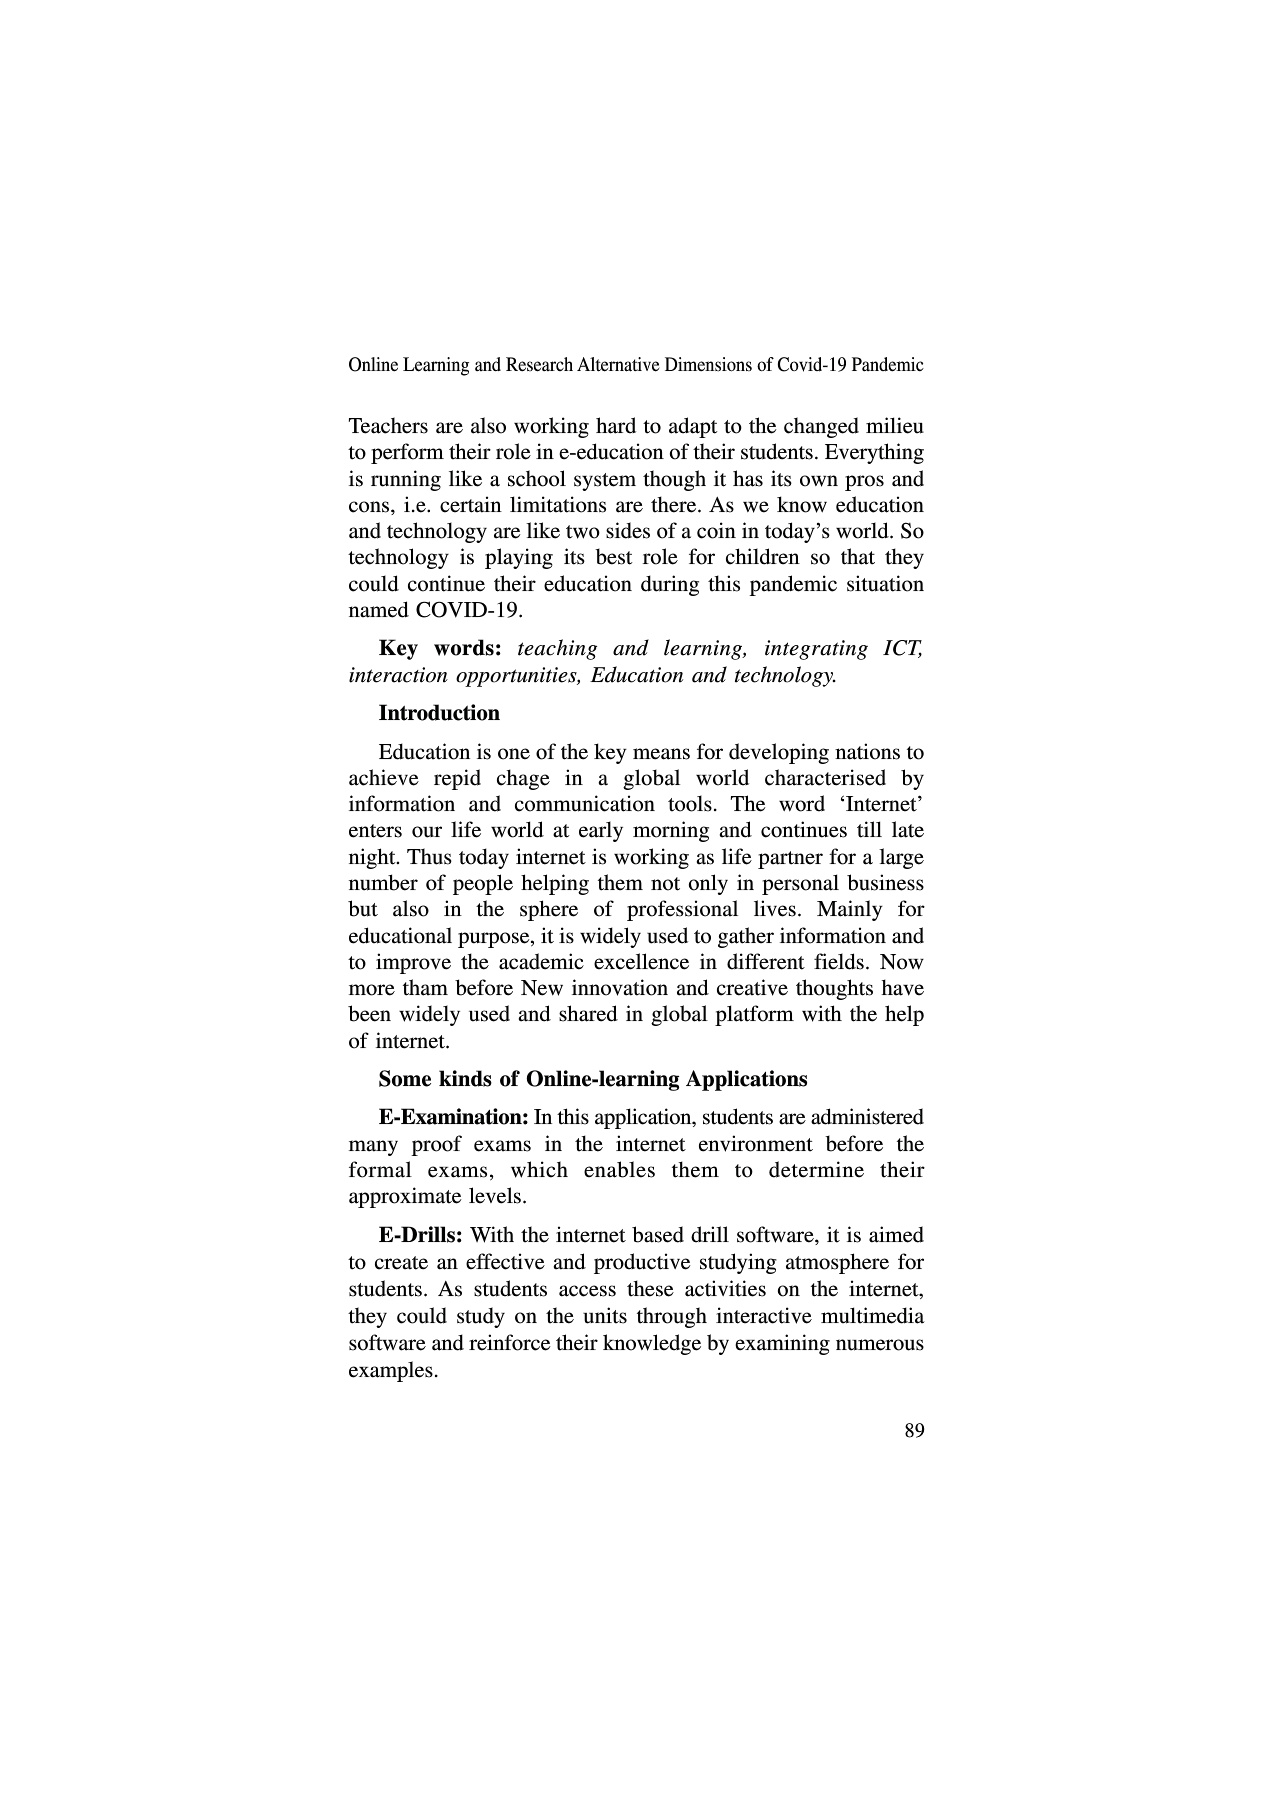 Online Learning and Research Alternative Dimensions of Covid-19 Pandemic
Teachers are also working hard to adapt to the changed milieu
to perform their role in e-education of their students. Everything
is running like a school system though it has its own pros and
cons, i.e. certain limitations are there. As we know education
and technology are like two sides of a coin in today’s world. So
technology is playing its best role for children so that they
could continue their education during this pandemic situation
named COVID-19.
Key words: teaching and learning, integrating ICT,
interaction opportunities, Education and technology.
Introduction
Education is one of the key means for developing nations to
achieve repid chage in a global world characterised by
information and communication tools. The word ‘Internet’
enters our life world at early morning and continues till late
night. Thus today internet is working as life partner for a large
number of people helping them not only in personal business
but also in the sphere of professional lives. Mainly for
educational purpose, it is widely used to gather information and
to improve the academic excellence in different fields. Now
more tham before New innovation and creative thoughts have
been widely used and shared in global platform with the help
of internet.
Some kinds of Online-learning Applications
E-Examination: In this application, students are administered
many proof exams in the internet environment before the
formal exams, which enables them to determine their
approximate levels.
E-Drills: With the internet based drill software, it is aimed
to create an effective and productive studying atmosphere for
students. As students access these activities on the internet,
they could study on the units through interactive multimedia
software and reinforce their knowledge by examining numerous
examples.
89